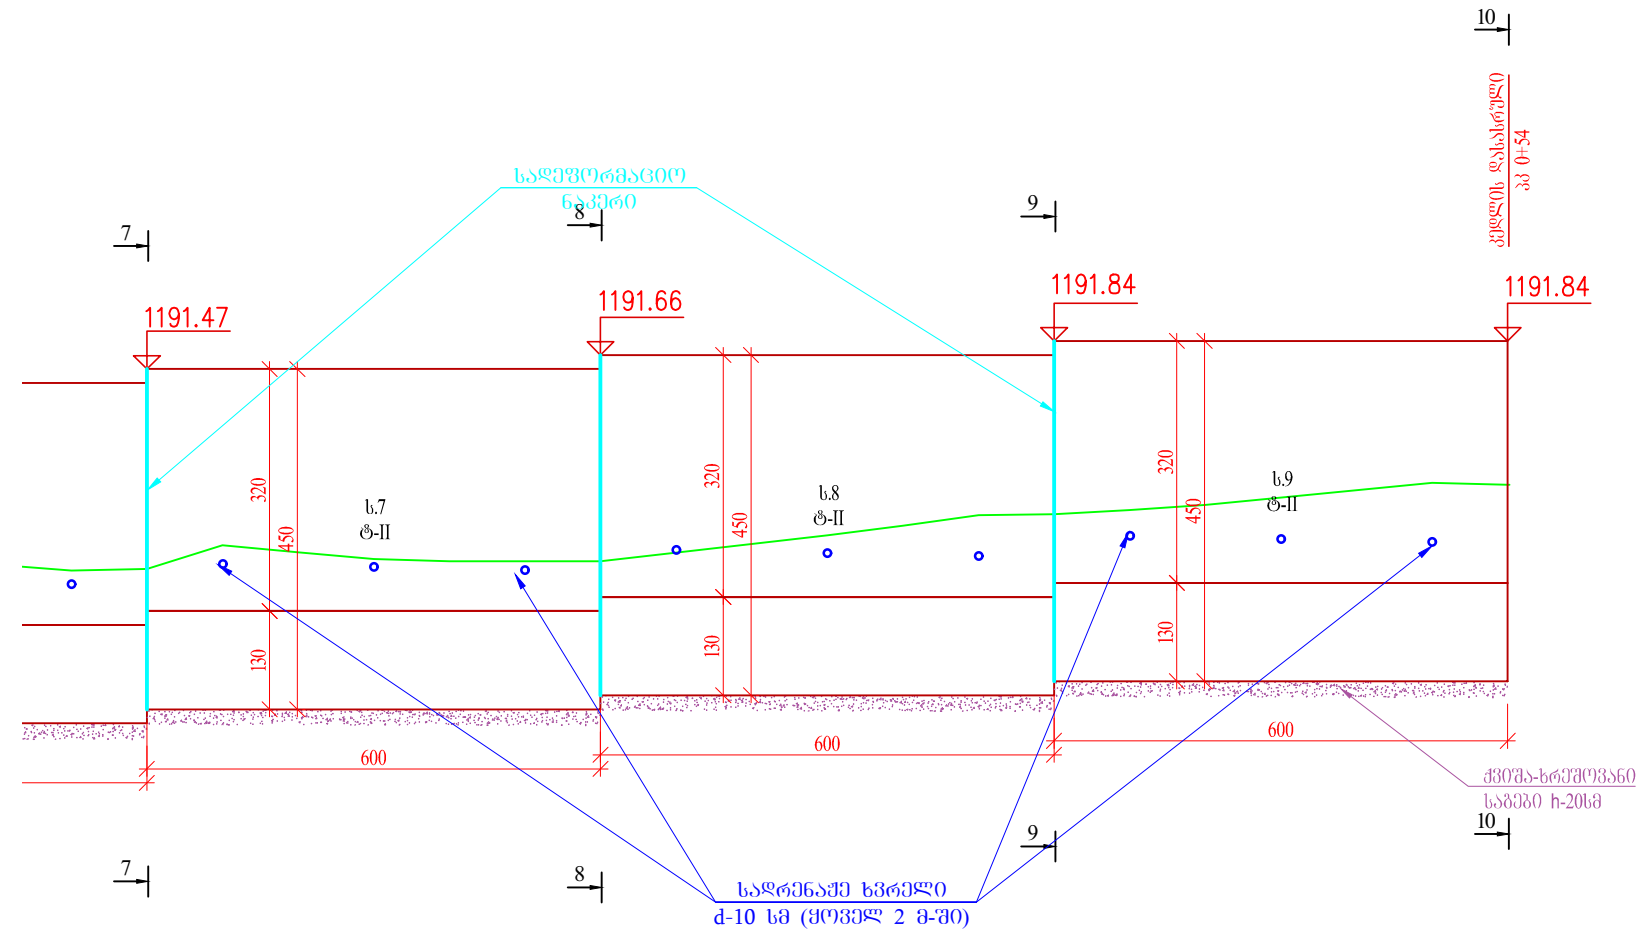 10
კედლის დასასრული
პკ 0+54
სადეფორმაციო
ნაკერი
7
8
9
1191.47
1191.66
1191.84
1191.84
320
450
130
ს.7
ტ-II
320
450
130
ს.8
ტ-II
320
450
130
ს.9
ტ-II
600
600
600
ქვიშა-ხრეშოვანი
საგები h-20სმ
7
8
9
10
სადრენაჟე ხვრელი
d-10 სმ (ყოველ 2 მ-ში)